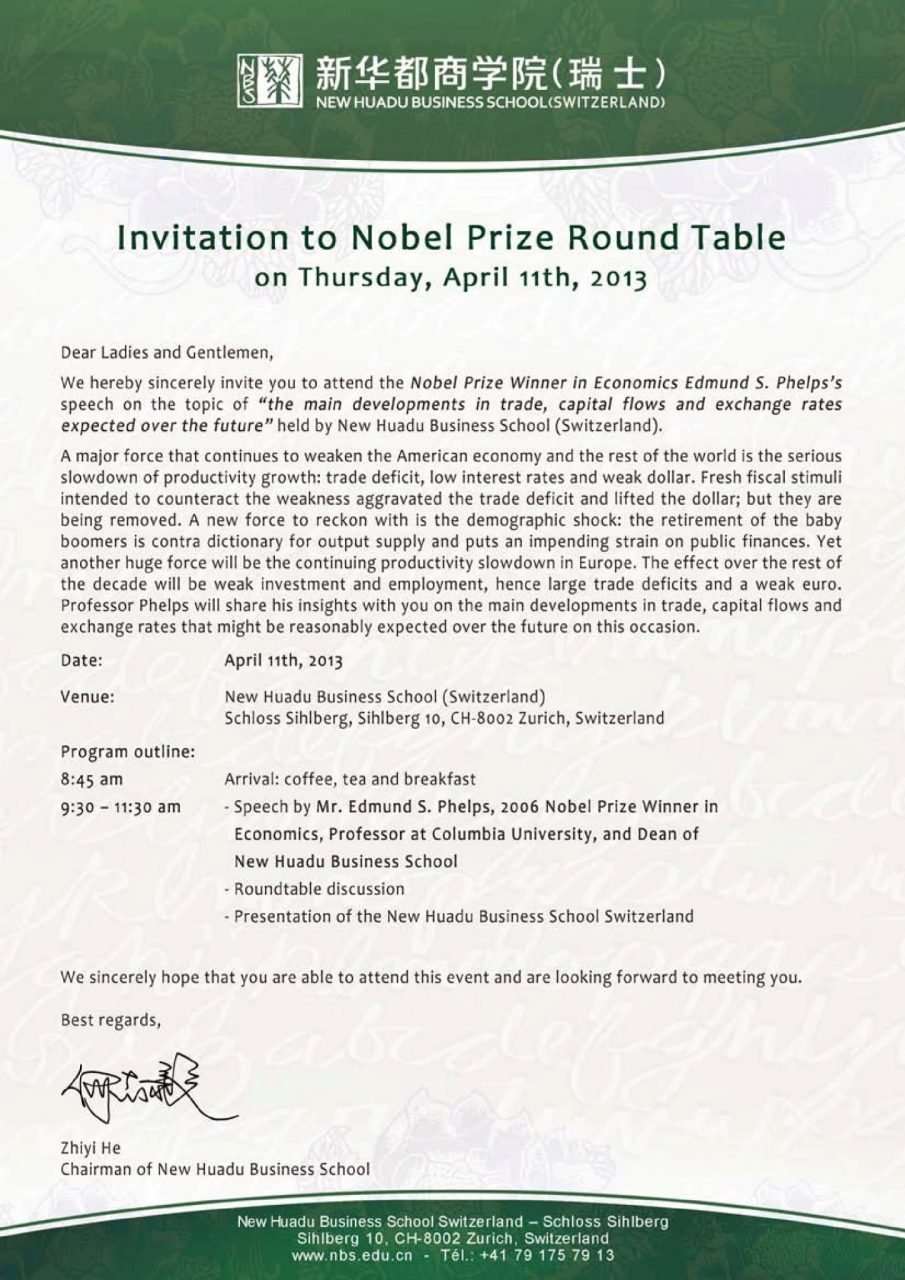 NBS
新华都商学院(瑞士)
NEW HUADU BUSINESS SCHOOL(SWITZERLAND)
Invitation to Nobel Prize Round Table
on Thursday, April 11th, 2013
Dear Ladies and Gentlemen,
We hereby sincerely invite you to attend the Nobel Prize Winner in Economics Edmund S. Phelps's
speech on the topic of “the main developments in trade, capital flows and exchange rates
expected over the future” held by New Huadu Business School (Switzerland).
A major force that continues to weaken the American economy and the rest of the world is the serious
slowdown of productivity growth: trade deficit, low interest rates and weak dollar. Fresh fiscal stimuli
intended to counteract the weakness aggravated the trade deficit and lifted the dollar; but they are
being removed. A new force to reckon with is the demographic shock: the retirement of the baby
boomers is contra dictionary for output supply and puts an impending strain on public finances. Yet
another huge force will be the continuing productivity slowdown in Europe. The effect over the rest of
the decade will be weak investment and employment, hence large trade deficits and a weak euro.
Professor Phelps will share his insights with you on the main developments in trade, capital flows and
exchange rates that might be reasonably expected over the future on this occasion.
Date: April 11th, 2013
Venue: New Huadu Business School (Switzerland)
Schloss Sihlberg, Sihlberg 10, CH-8002 Zurich, Switzerland
Program outline:
8:45 am Arrival: coffee, tea and breakfast
9:30 – 11:30 am - Speech by Mr. Edmund S. Phelps, 2006 Nobel Prize Winner in
Economics, Professor at Columbia University, and Dean of
New Huadu Business School
- Roundtable discussion
- Presentation of the New Huadu Business School Switzerland
We sincerely hope that you are able to attend this event and are looking forward to meeting you.
Best regards,
Zhiyi He
Chairman of New Huadu Business School
New Huadu Business School Switzerland – Schloss Sihlberg
Sihlberg 10, CH-8002 Zurich, Switzerland
www.nbs.edu.cn - Tél.: +41 79 175 79 13